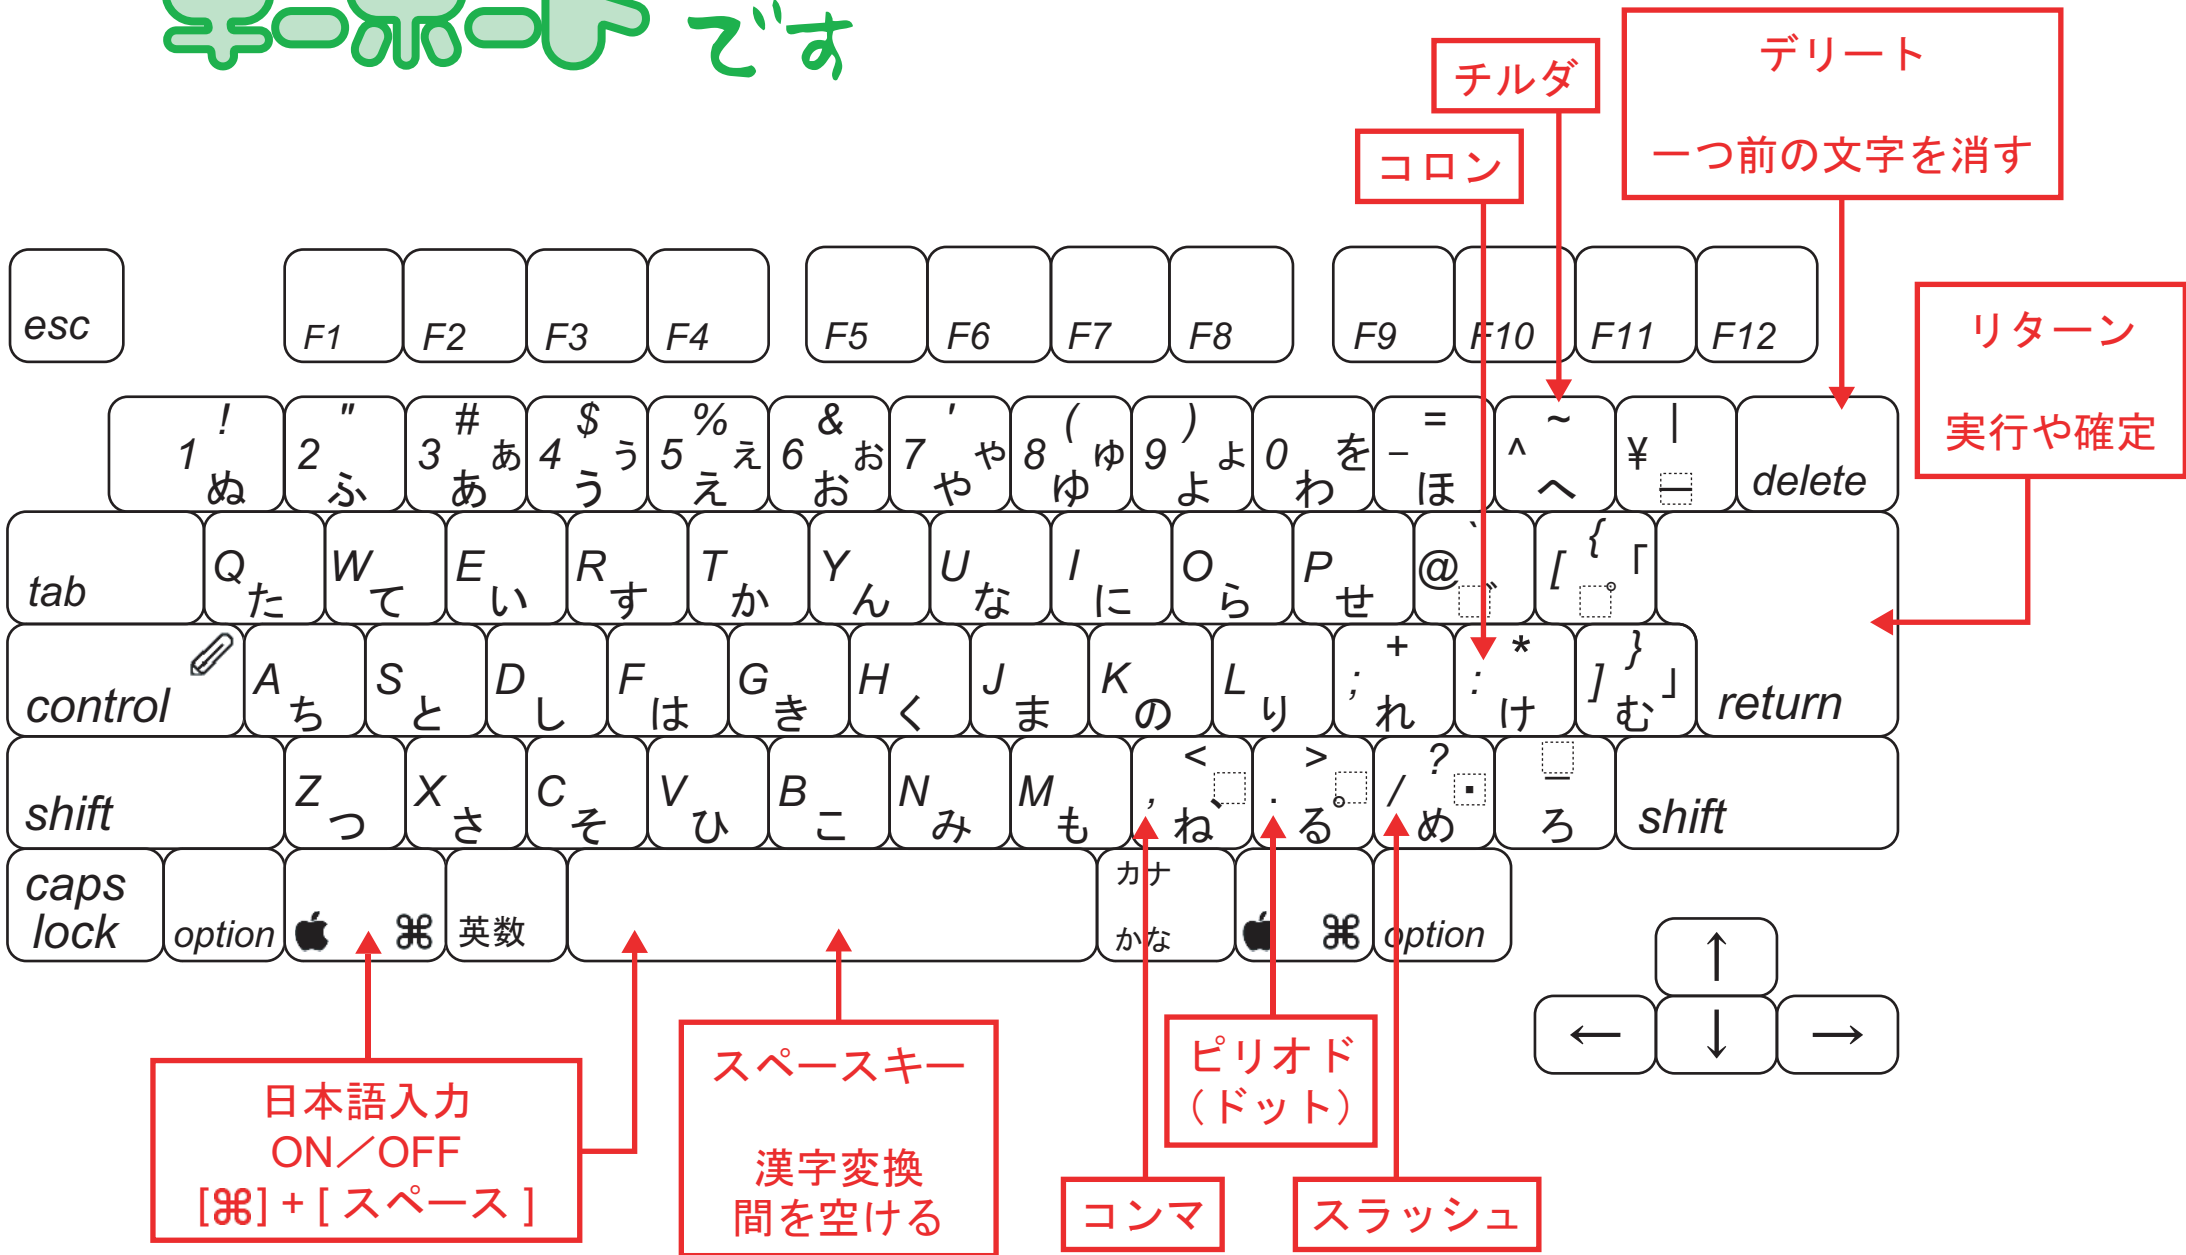 キーボード です
チルダ
デリート
一つ前の文字を消す
コロン
リターン
実行や確定
esc F1 F2 F3 F4 F5 F6 F7 F8 F9 F10 F11 F12
! 1 ぬ " 2 ふ # 3 ぁ あ $ 4 ぅ う % 5 ぇ え & 6 ぉ お ' 7 ゃ や ( 8 ゅ ゆ ) 9 ょ よ 0 を わ = − ほ ~ ^ へ | ¥ ー delete
tab Q た W て E い R す T か Y ん U な I に O ら P せ ` @ ゛ { [ ゜ 「
control A ち S と D し F は G き H く J ま K の L り + ; れ * : け } ] 」 む return
shift Z つ X さ C そ V ひ B こ N み M も < , 、 ね > . 。 る ? / ・ め _ ろ shift
caps lock option ⌘ 英数 カナ かな ⌘ option
↑
← ↓ →
日本語入力
ON／OFF
[⌘] + [ スペース ]
スペースキー
漢字変換
間を空ける
ピリオド
（ドット）
コンマ
スラッシュ